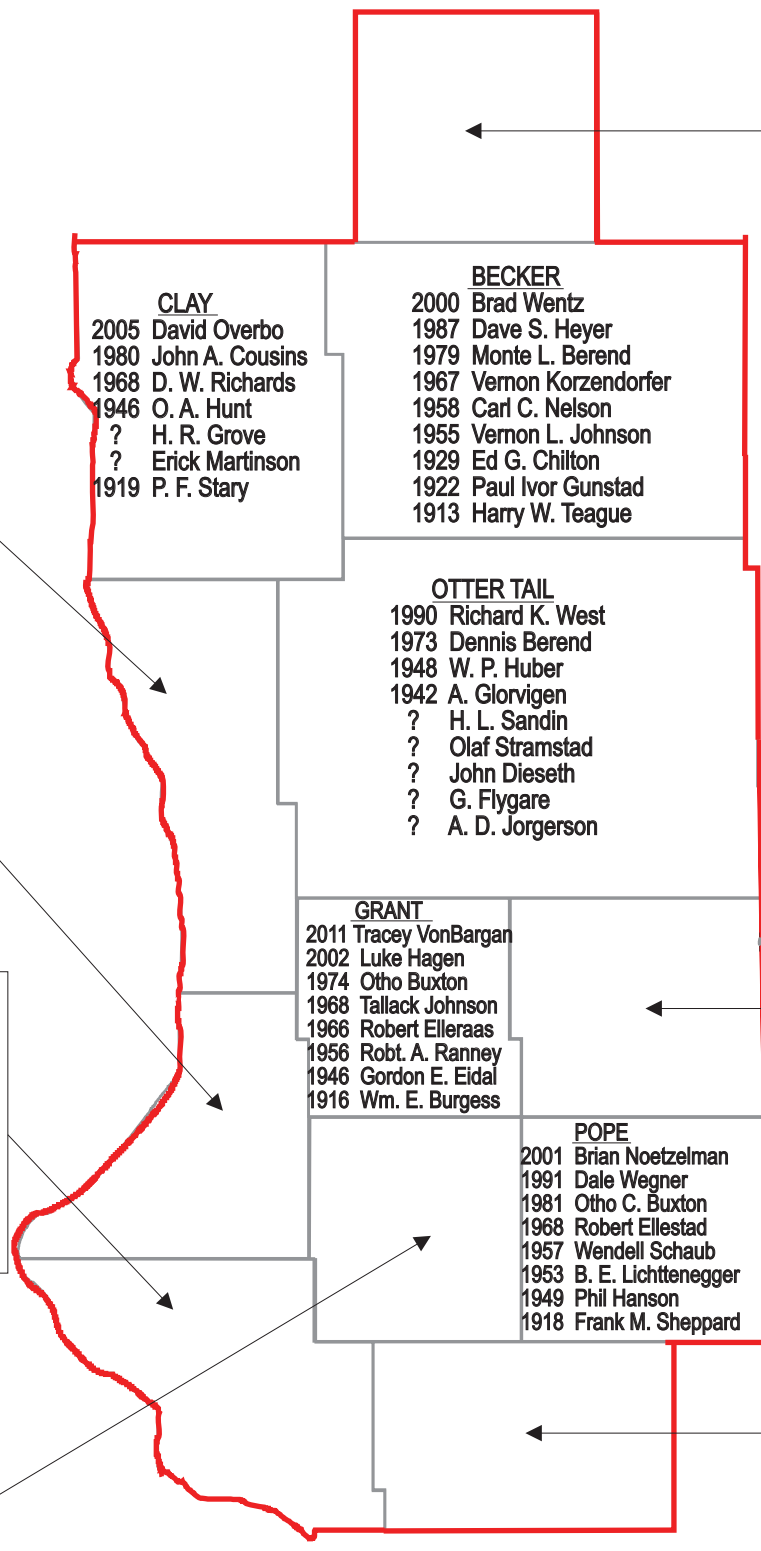 CLAY
2005 David Overbo
1980 John A. Cousins
1968 D. W. Richards
1946 O. A. Hunt
? H. R. Grove
? Erick Martinson
1919 P. F. Stary
BECKER
2000 Brad Wentz
1987 Dave S. Heyer
1979 Monte L. Berend
1967 Vernon Korzendorfer
1958 Carl C. Nelson
1955 Vernon L. Johnson
1929 Ed G. Chilton
1922 Paul Ivor Gunstad
1913 Harry W. Teague
OTTER TAIL
1990 Richard K. West
1973 Dennis Berend
1948 W. P. Huber
1942 A. Glorvigen
? H. L. Sandin
? Olaf Stramstad
? John Dieseth
? G. Flygare
? A. D. Jorgerson
GRANT
2011 Tracey VonBargan
2002 Luke Hagen
1974 Otho Buxton
1968 Tallack Johnson
1966 Robert Elleraas
1956 Robt. A. Ranney
1946 Gordon E. Eidal
1916 Wm. E. Burgess
POPE
2001 Brian Noetzelman
1991 Dale Wegner
1981 Otho C. Buxton
1968 Robert Ellestad
1957 Wendell Schaub
1953 B. E. Lichttenegger
1949 Phil Hanson
1918 Frank M. Sheppard